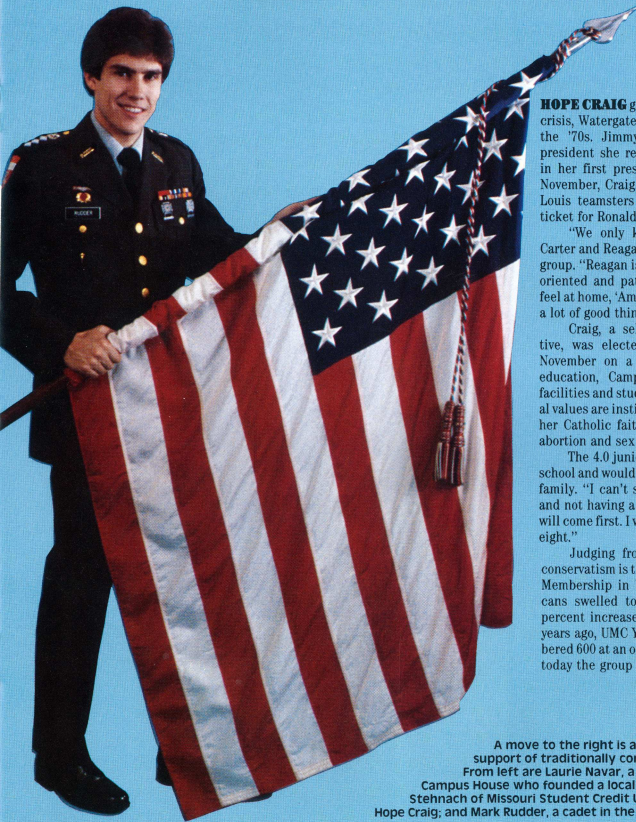 RUDDER
HOPE CRAIG g
crisis, Watergate
the '70s. Jimmy
president she re
in her first pres
November, Craig
Louis teamsters
ticket for Ronald
"We only k
Carter and Reaga
group. "Reagan is
oriented and pat
feel at home, 'Am
a lot of good thin
Craig, a se
tive, was elected
November on a
education, Camp
facilities and stud
al values are insti
her Catholic fait
abortion and sex
The 4.0 juni
school and would
family. "I can't s
and not having a
will come first. I w
eight."
Judging fro
conservatism is t
Membership in
cans swelled to
percent increase
years ago, UMC Y
bered 600 at an o
today the group
A move to the right is a
support of traditionally con
From left are Laurie Navar, a
Campus House who founded a local
Stehnach of Missouri Student Credit U
Hope Craig; and Mark Rudder, a cadet in the